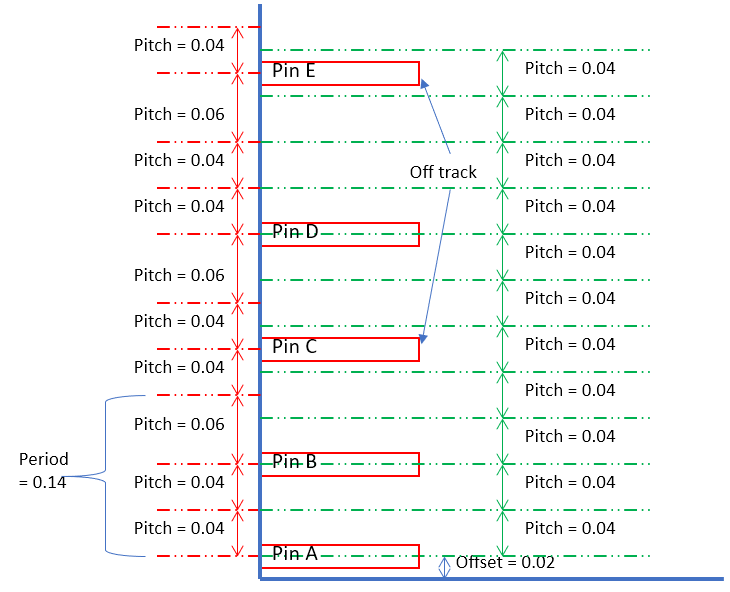 Pitch = 0.04
Pin E
Pitch = 0.04
Pitch = 0.06
Pitch = 0.04
Pitch = 0.04
Pitch = 0.04
Off track
Pitch = 0.04
Pitch = 0.04
Pin D
Pitch = 0.04
Pitch = 0.06
Pitch = 0.04
Pitch = 0.04
Pin C
Pitch = 0.04
Pitch = 0.04
Pitch = 0.04
Pitch = 0.06
Pitch = 0.04
Period
= 0.14
Pin B
Pitch = 0.04
Pitch = 0.04
Pitch = 0.04
Pitch = 0.04
Pin A
Offset = 0.02